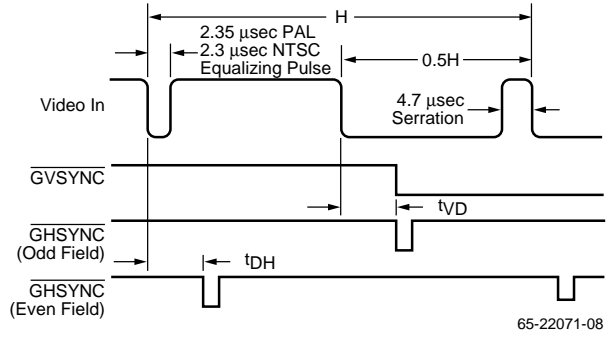 H
2.35 μsec PAL
2.3 μsec NTSC
Equalizing Pulse
0.5H
Video In
4.7 μsec
Serration
GVSYNC
tVD
GHSYNC
(Odd Field)
tDH
GHSYNC
(Even Field)
65-22071-08